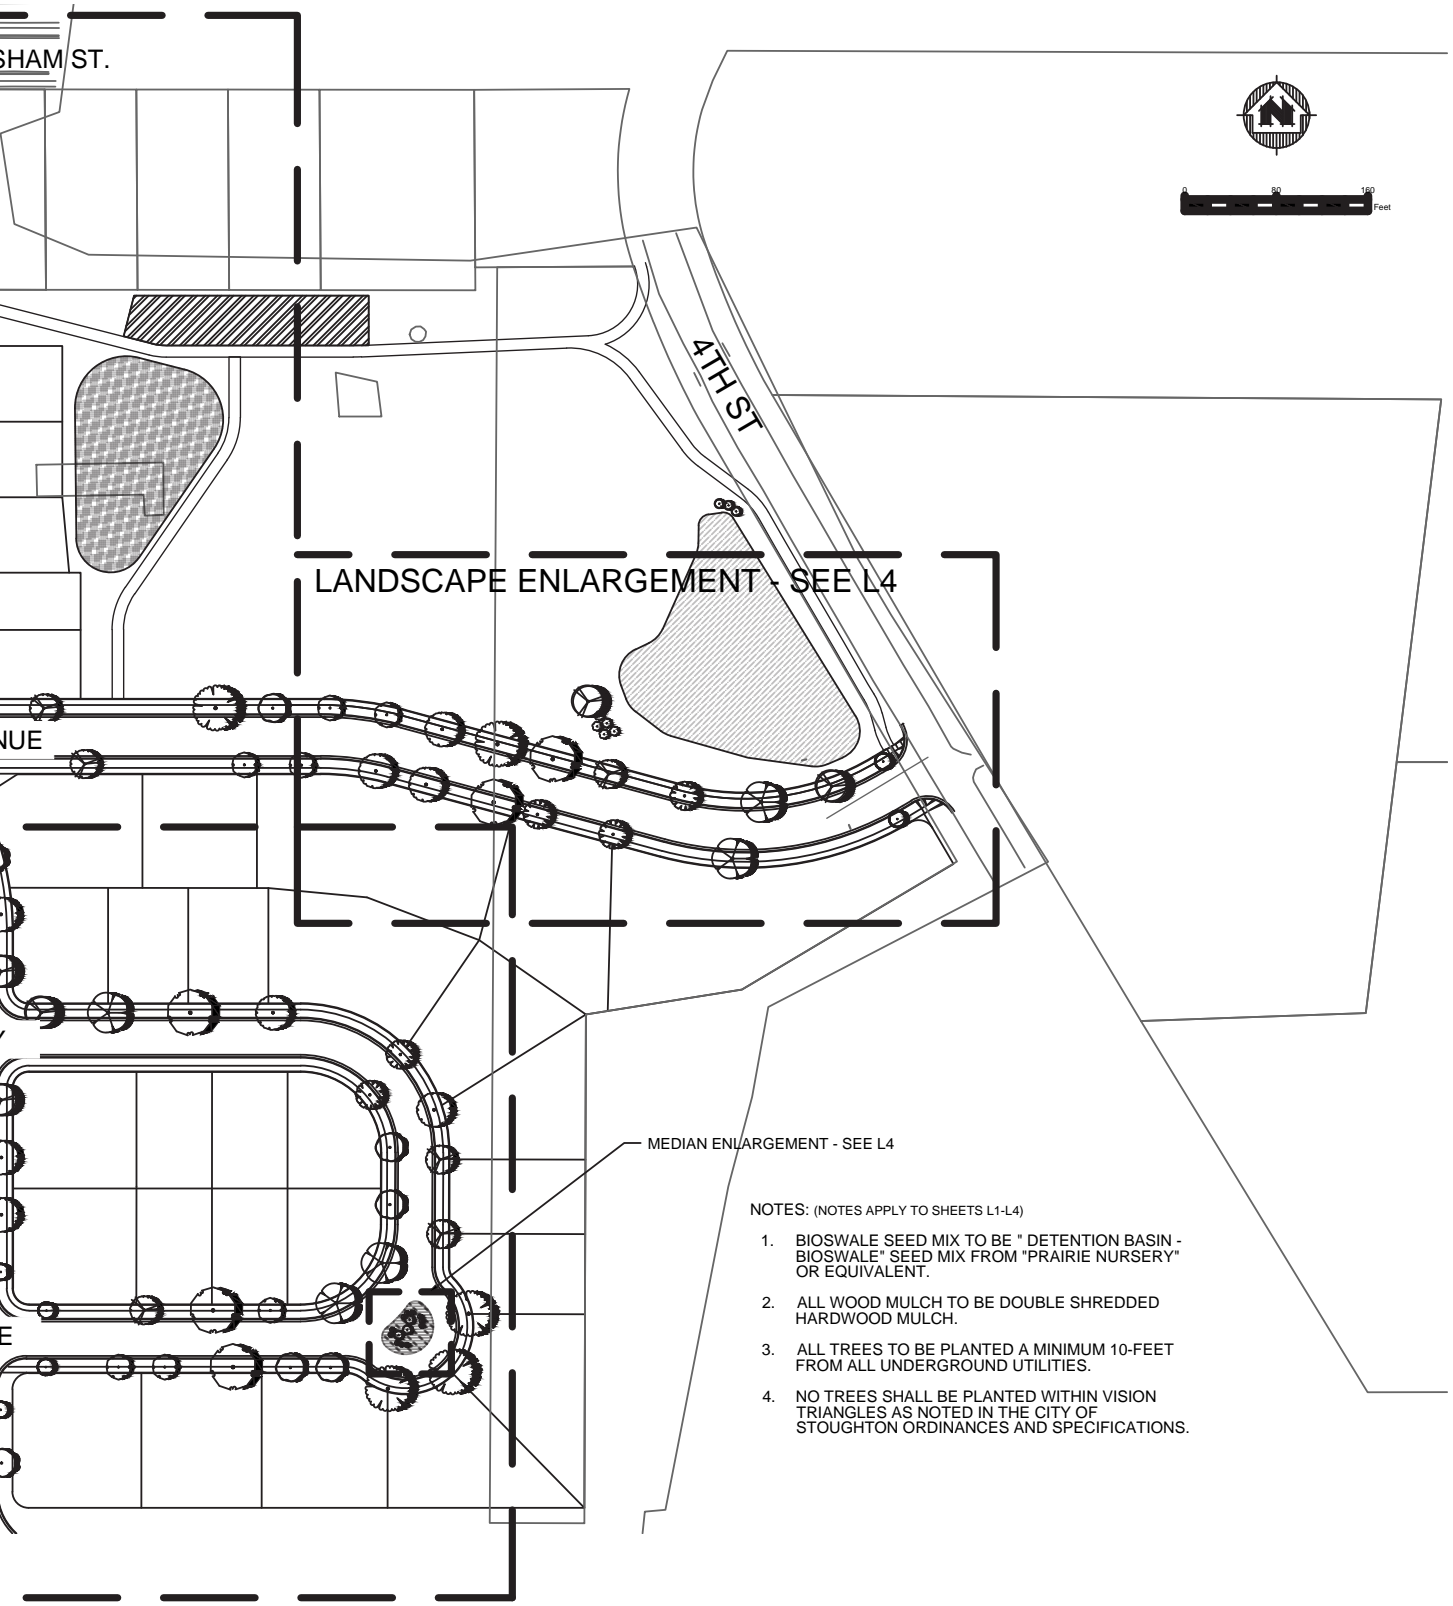 SHAM ST.
N
0 80 160
Feet
4TH ST
LANDSCAPE ENLARGEMENT - SEE L4
NUE
MEDIAN ENLARGEMENT - SEE L4
NOTES: (NOTES APPLY TO SHEETS L1-L4)
1. BIOSWALE SEED MIX TO BE " DETENTION BASIN -
BIOSWALE" SEED MIX FROM "PRAIRIE NURSERY"
OR EQUIVALENT.
2. ALL WOOD MULCH TO BE DOUBLE SHREDDED
HARDWOOD MULCH.
E
3. ALL TREES TO BE PLANTED A MINIMUM 10-FEET
FROM ALL UNDERGROUND UTILITIES.
4. NO TREES SHALL BE PLANTED WITHIN VISION
TRIANGLES AS NOTED IN THE CITY OF
STOUGHTON ORDINANCES AND SPECIFICATIONS.